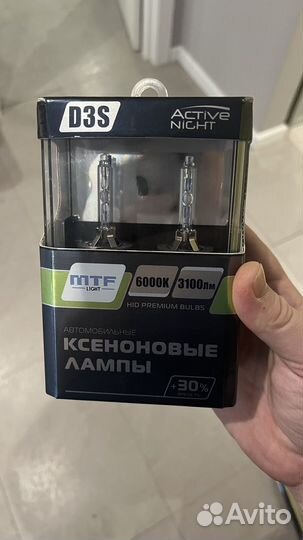 D3S
ACTIVE
NIGHT
MTF
LIGHT
6000K
3100Лм
HID PREMIUM BULBS
АВТОМОБИЛЬНЫЕ
КСЕНОНОВЫЕ
ЛАМПЫ
+30%
Avito